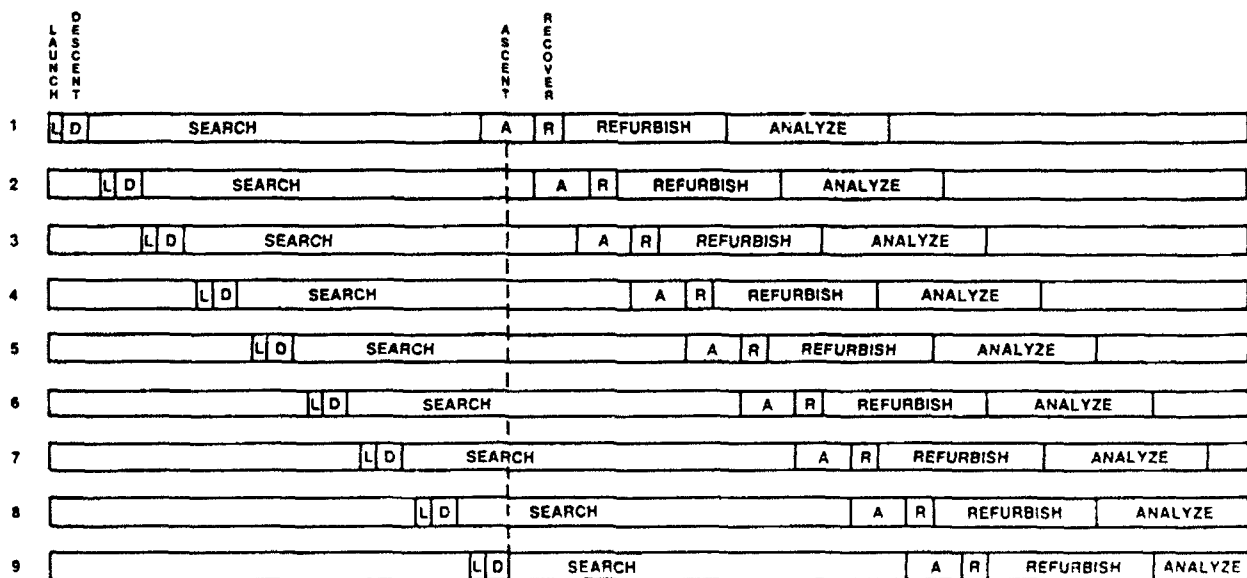 LAUNCH DESCENT ASCENT RECOVER
1 L D SEARCH A R REFURBISH ANALYZE
2 L D SEARCH A R REFURBISH ANALYZE
3 L D SEARCH A R REFURBISH ANALYZE
4 L D SEARCH A R REFURBISH ANALYZE
5 L D SEARCH A R REFURBISH ANALYZE
6 L D SEARCH A R REFURBISH ANALYZE
7 L D SEARCH A R REFURBISH ANALYZE
8 L D SEARCH A R REFURBISH ANALYZE
9 L D SEARCH A R REFURBISH ANALYZE